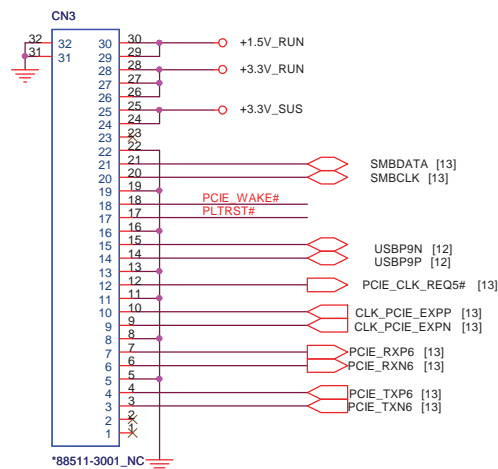 CN3
32 32 30 30 +1.5V_RUN
31 31 29 29
28 28 +3.3V_RUN
27 27
26 26
25 25 +3.3V_SUS
24 24
23 23
22 22
21 21 SMBDATA [13]
20 20 SMBCLK [13]
19 19
18 18 PCIE_WAKE#
17 17 PLTRST#
16 16
15 15 USBP9N [12]
14 14 USBP9P [12]
13 13
12 12 PCIE_CLK_REQ5# [13]
11 11
10 10 CLK_PCIE_EXPP [13]
9 9 CLK_PCIE_EXPN [13]
8 8
7 7 PCIE_RXP6 [13]
6 6 PCIE_RXN6 [13]
5 5
4 4 PCIE_TXP6 [13]
3 3 PCIE_TXN6 [13]
2 2
1 1
*88511-3001_NC